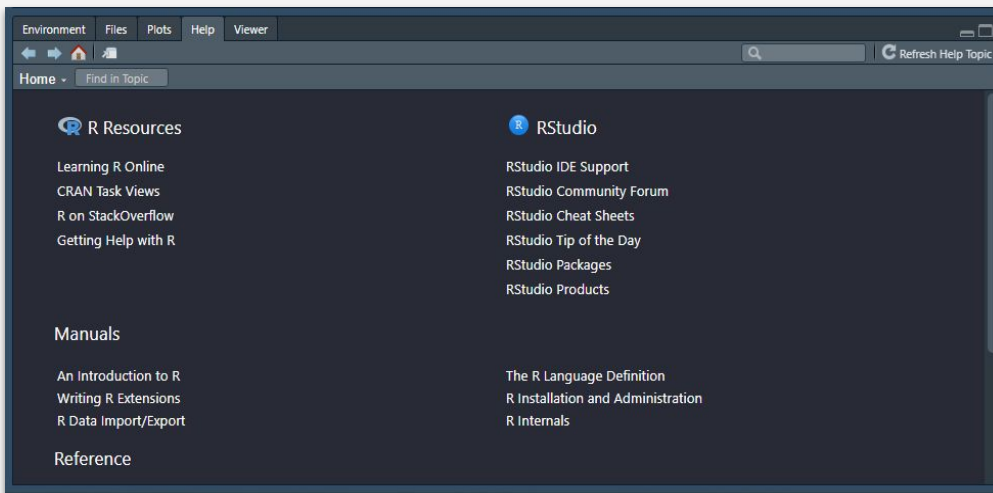 Environment Files Plots Help Viewer
Refresh Help Topic
Home Find in Topic
R Resources
Learning R Online
CRAN Task Views
R on StackOverflow
Getting Help with R
R RStudio
RStudio IDE Support
RStudio Community Forum
RStudio Cheat Sheets
RStudio Tip of the Day
RStudio Packages
RStudio Products
Manuals
An Introduction to R
Writing R Extensions
R Data Import/Export
The R Language Definition
R Installation and Administration
R Internals
Reference